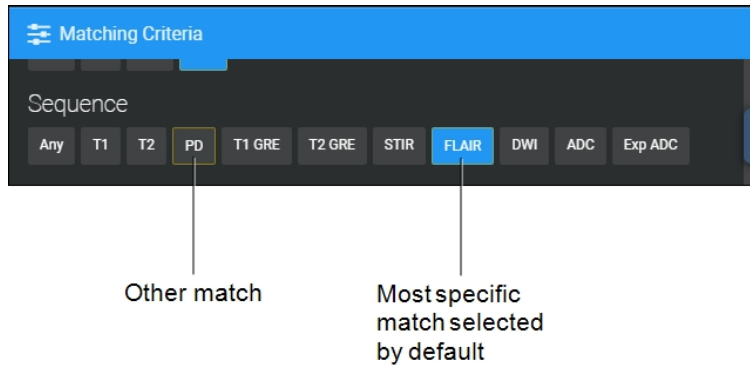 Matching Criteria
Sequence
Any T1 T2 PD T1 GRE T2 GRE STIR FLAIR DWI ADC Exp ADC
Other match
Most specific
match selected
by default